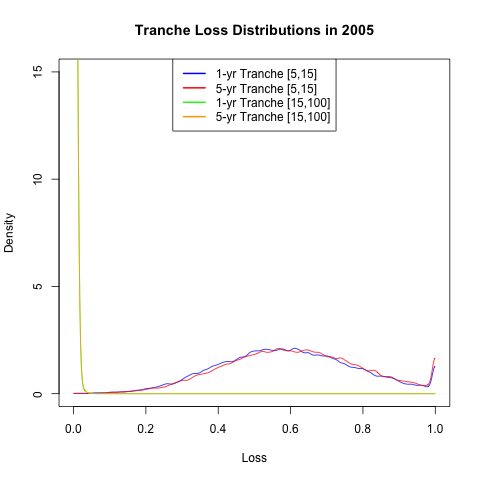 Tranche Loss Distributions in 2005
1-yr Tranche [5,15]
5-yr Tranche [5,15]
1-yr Tranche [15,100]
5-yr Tranche [15,100]
15
10
5
0
Density
0.0 0.2 0.4 0.6 0.8 1.0
Loss